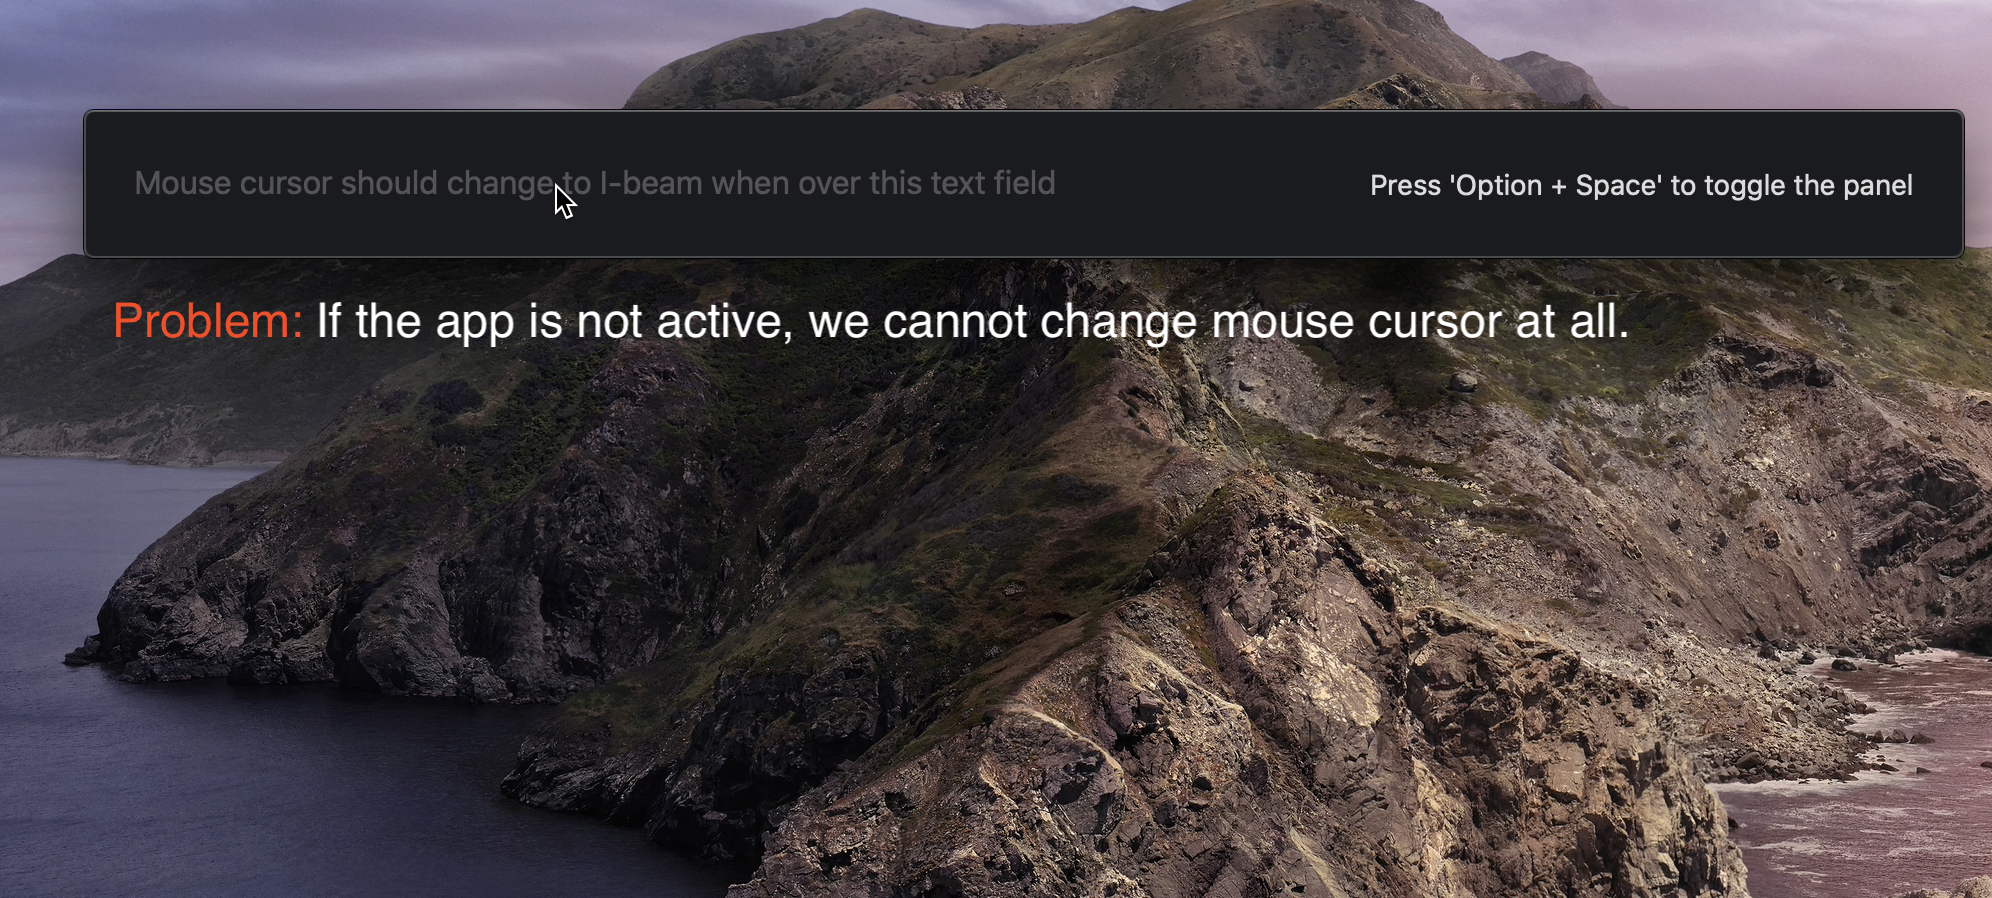 Mouse cursor should change to I-beam when over this text field
Press 'Option + Space' to toggle the panel
Problem: If the app is not active, we cannot change mouse cursor at all.